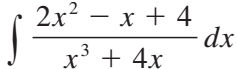 ∫ (2x² − x + 4)/(x³ + 4x) dx